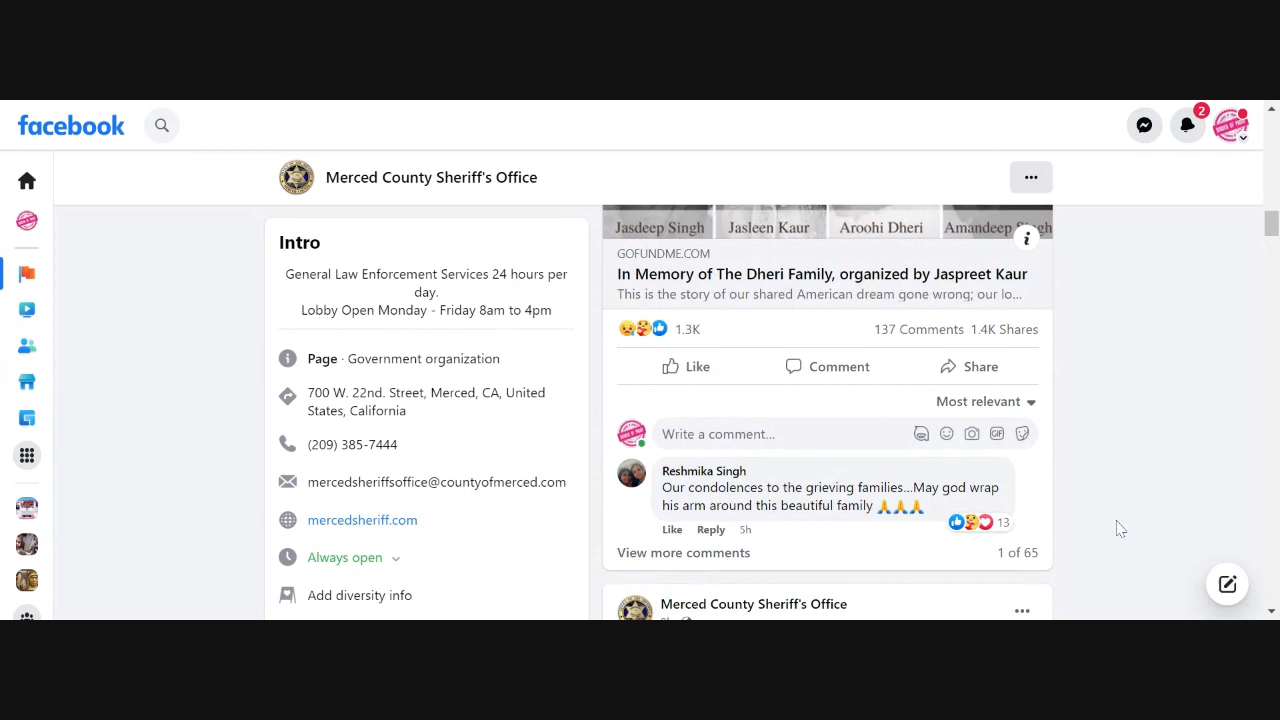 facebook
2
Merced County Sheriff's Office
Intro
General Law Enforcement Services 24 hours per
day.
Lobby Open Monday - Friday 8am to 4pm
Page · Government organization
700 W. 22nd. Street, Merced, CA, United
States, California
(209) 385-7444
mercedsheriffsoffice@countyofmerced.com
mercedsheriff.com
Always open
Add diversity info
Jasdeep Singh
Jasleen Kaur
Aroohi Dheri
Amandeep Singh
GOFUNDME.COM
In Memory of The Dheri Family, organized by Jaspreet Kaur
This is the story of our shared American dream gone wrong; our lo...
1.3K
137 Comments 1.4K Shares
Like
Comment
Share
Most relevant
Write a comment...
GIF
Reshmika Singh
Our condolences to the grieving families...May god wrap
his arm around this beautiful family 🙏🙏🙏
13
Like Reply 5h
View more comments
1 of 65
Merced County Sheriff's Office